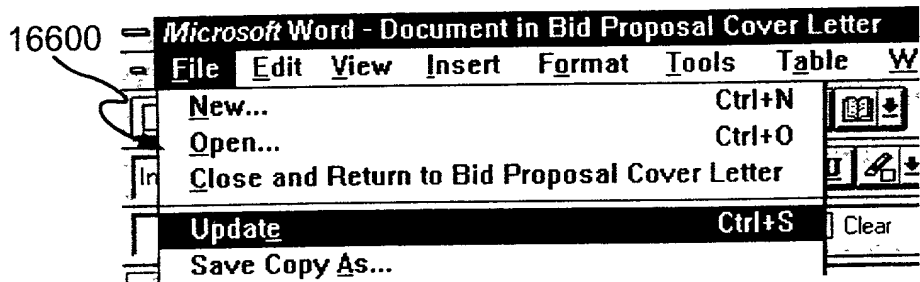 16600
Microsoft Word - Document in Bid Proposal Cover Letter
File Edit View Insert Format Tools Table W
New... Ctrl+N
Open... Ctrl+O
In
Close and Return to Bid Proposal Cover Letter
Update Ctrl+S
Clear
Save Copy As...